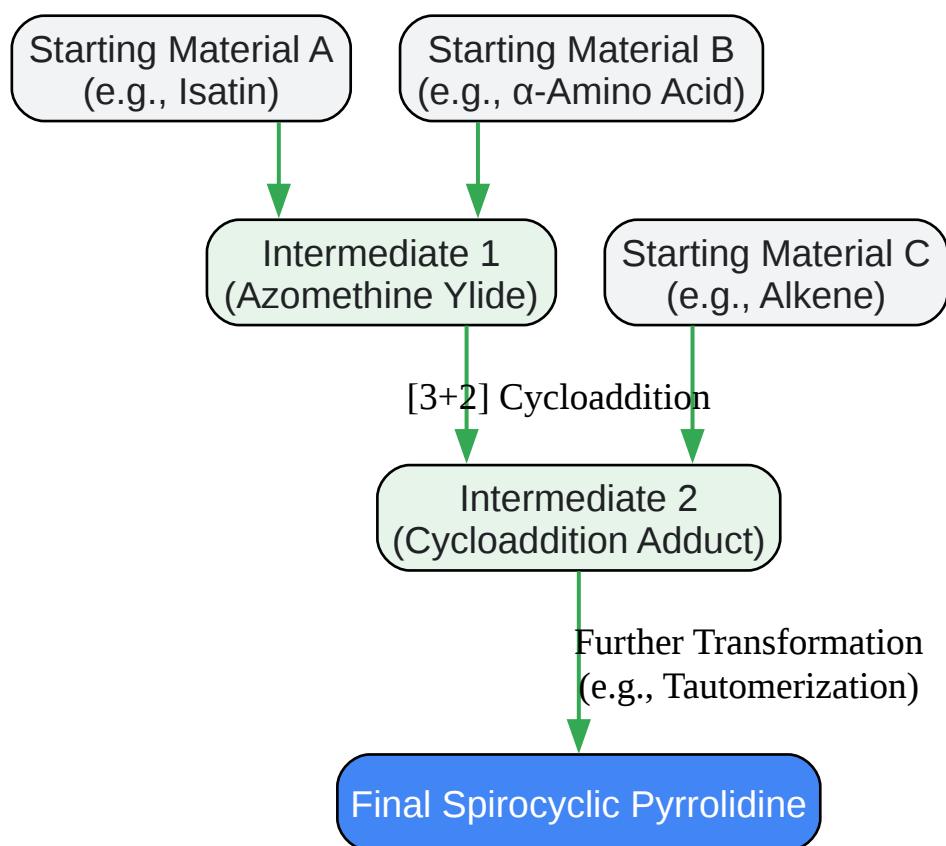 Starting Material A
(e.g., Isatin)
Starting Material B
(e.g., α-Amino Acid)
Intermediate 1
(Azomethine Ylide)
Starting Material C
(e.g., Alkene)
[3+2] Cycloaddition
Intermediate 2
(Cycloaddition Adduct)
Further Transformation
(e.g., Tautomerization)
Final Spirocyclic Pyrrolidine